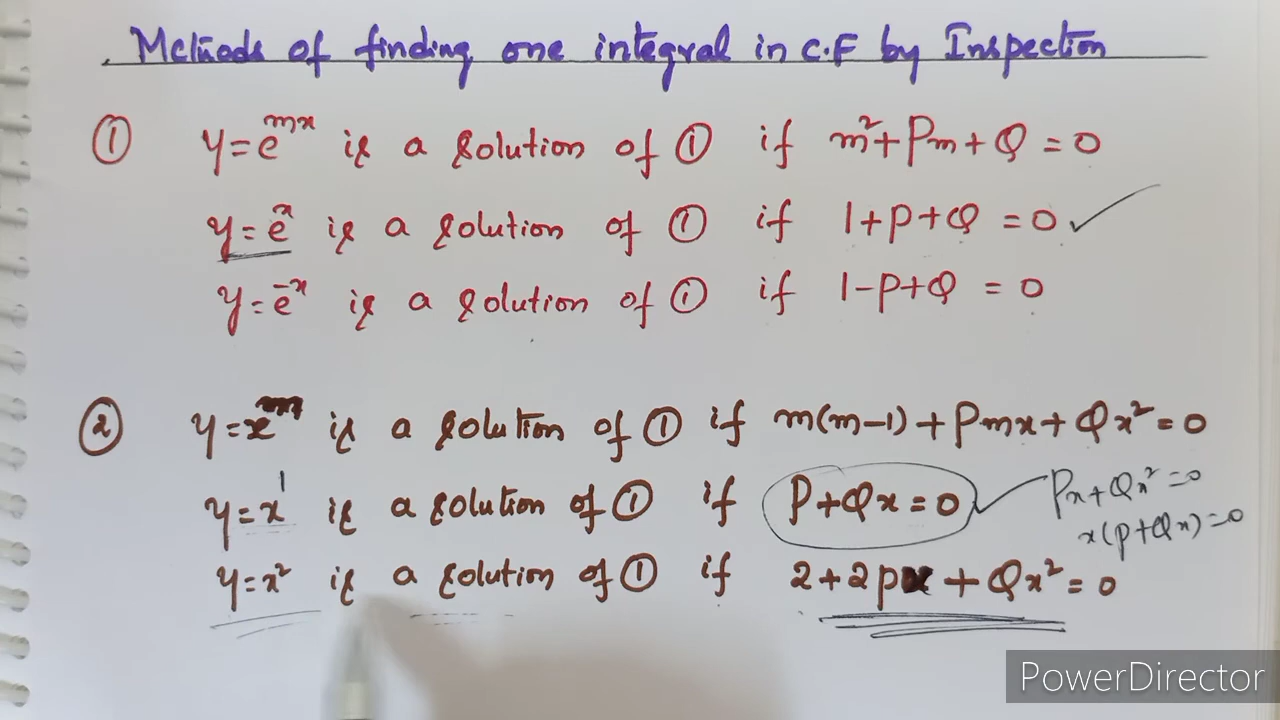 Methods of finding one integral in C.F by Inspection
① y = e^mx is a solution of ① if m² + Pm + Q = 0
y = e^x is a solution of ① if 1 + P + Q = 0 ✓
y = e^-x is a solution of ① if 1 - P + Q = 0
② y = x^m is a solution of ① if m(m-1) + Pmx + Qx² = 0
y = x^1 is a solution of ① if P + Qx = 0 ✓ Px + Qx² = 0
x(P + Qx) = 0
y = x² is a solution of ① if 2 + 2Px + Qx² = 0
PowerDirector